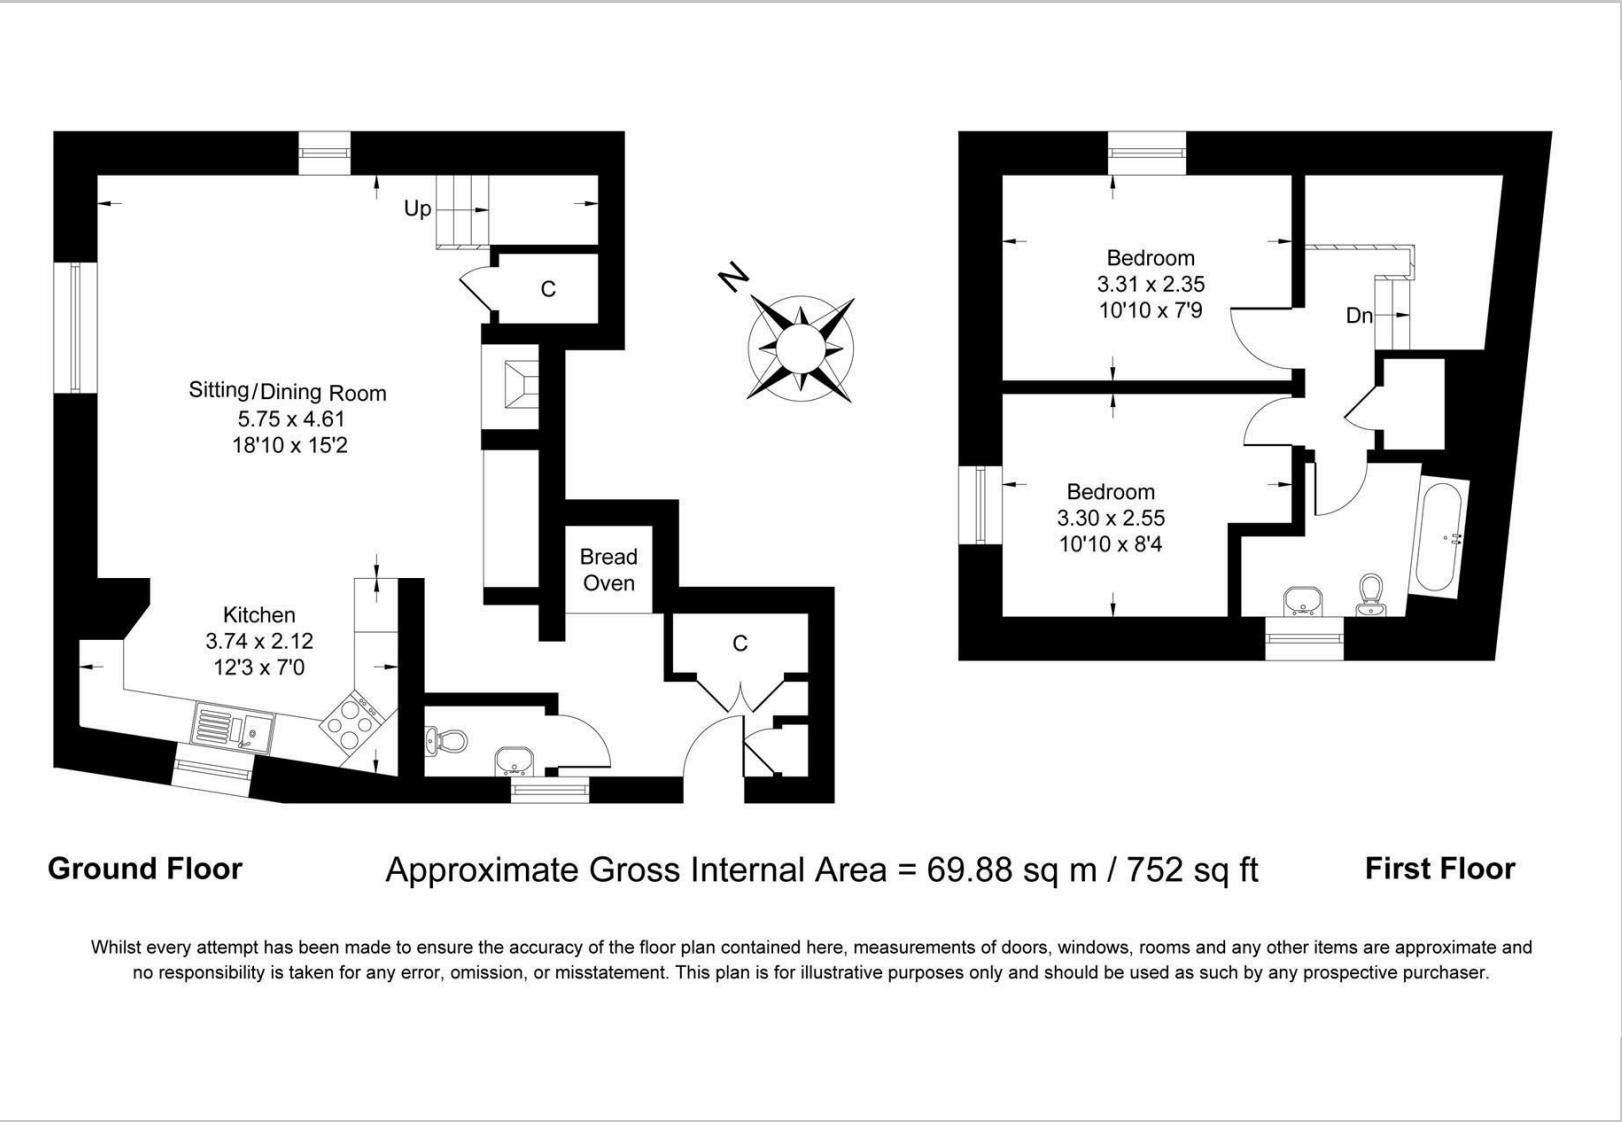 Up
C
Sitting/Dining Room
5.75 x 4.61
18'10 x 15'2
Kitchen
3.74 x 2.12
12'3 x 7'0
Bread
Oven
C
N
Bedroom
3.31 x 2.35
10'10 x 7'9
Dn
Bedroom
3.30 x 2.55
10'10 x 8'4
Ground Floor
Approximate Gross Internal Area = 69.88 sq m / 752 sq ft
First Floor
Whilst every attempt has been made to ensure the accuracy of the floor plan contained here, measurements of doors, windows, rooms and any other items are approximate and
no responsibility is taken for any error, omission, or misstatement. This plan is for illustrative purposes only and should be used as such by any prospective purchaser.